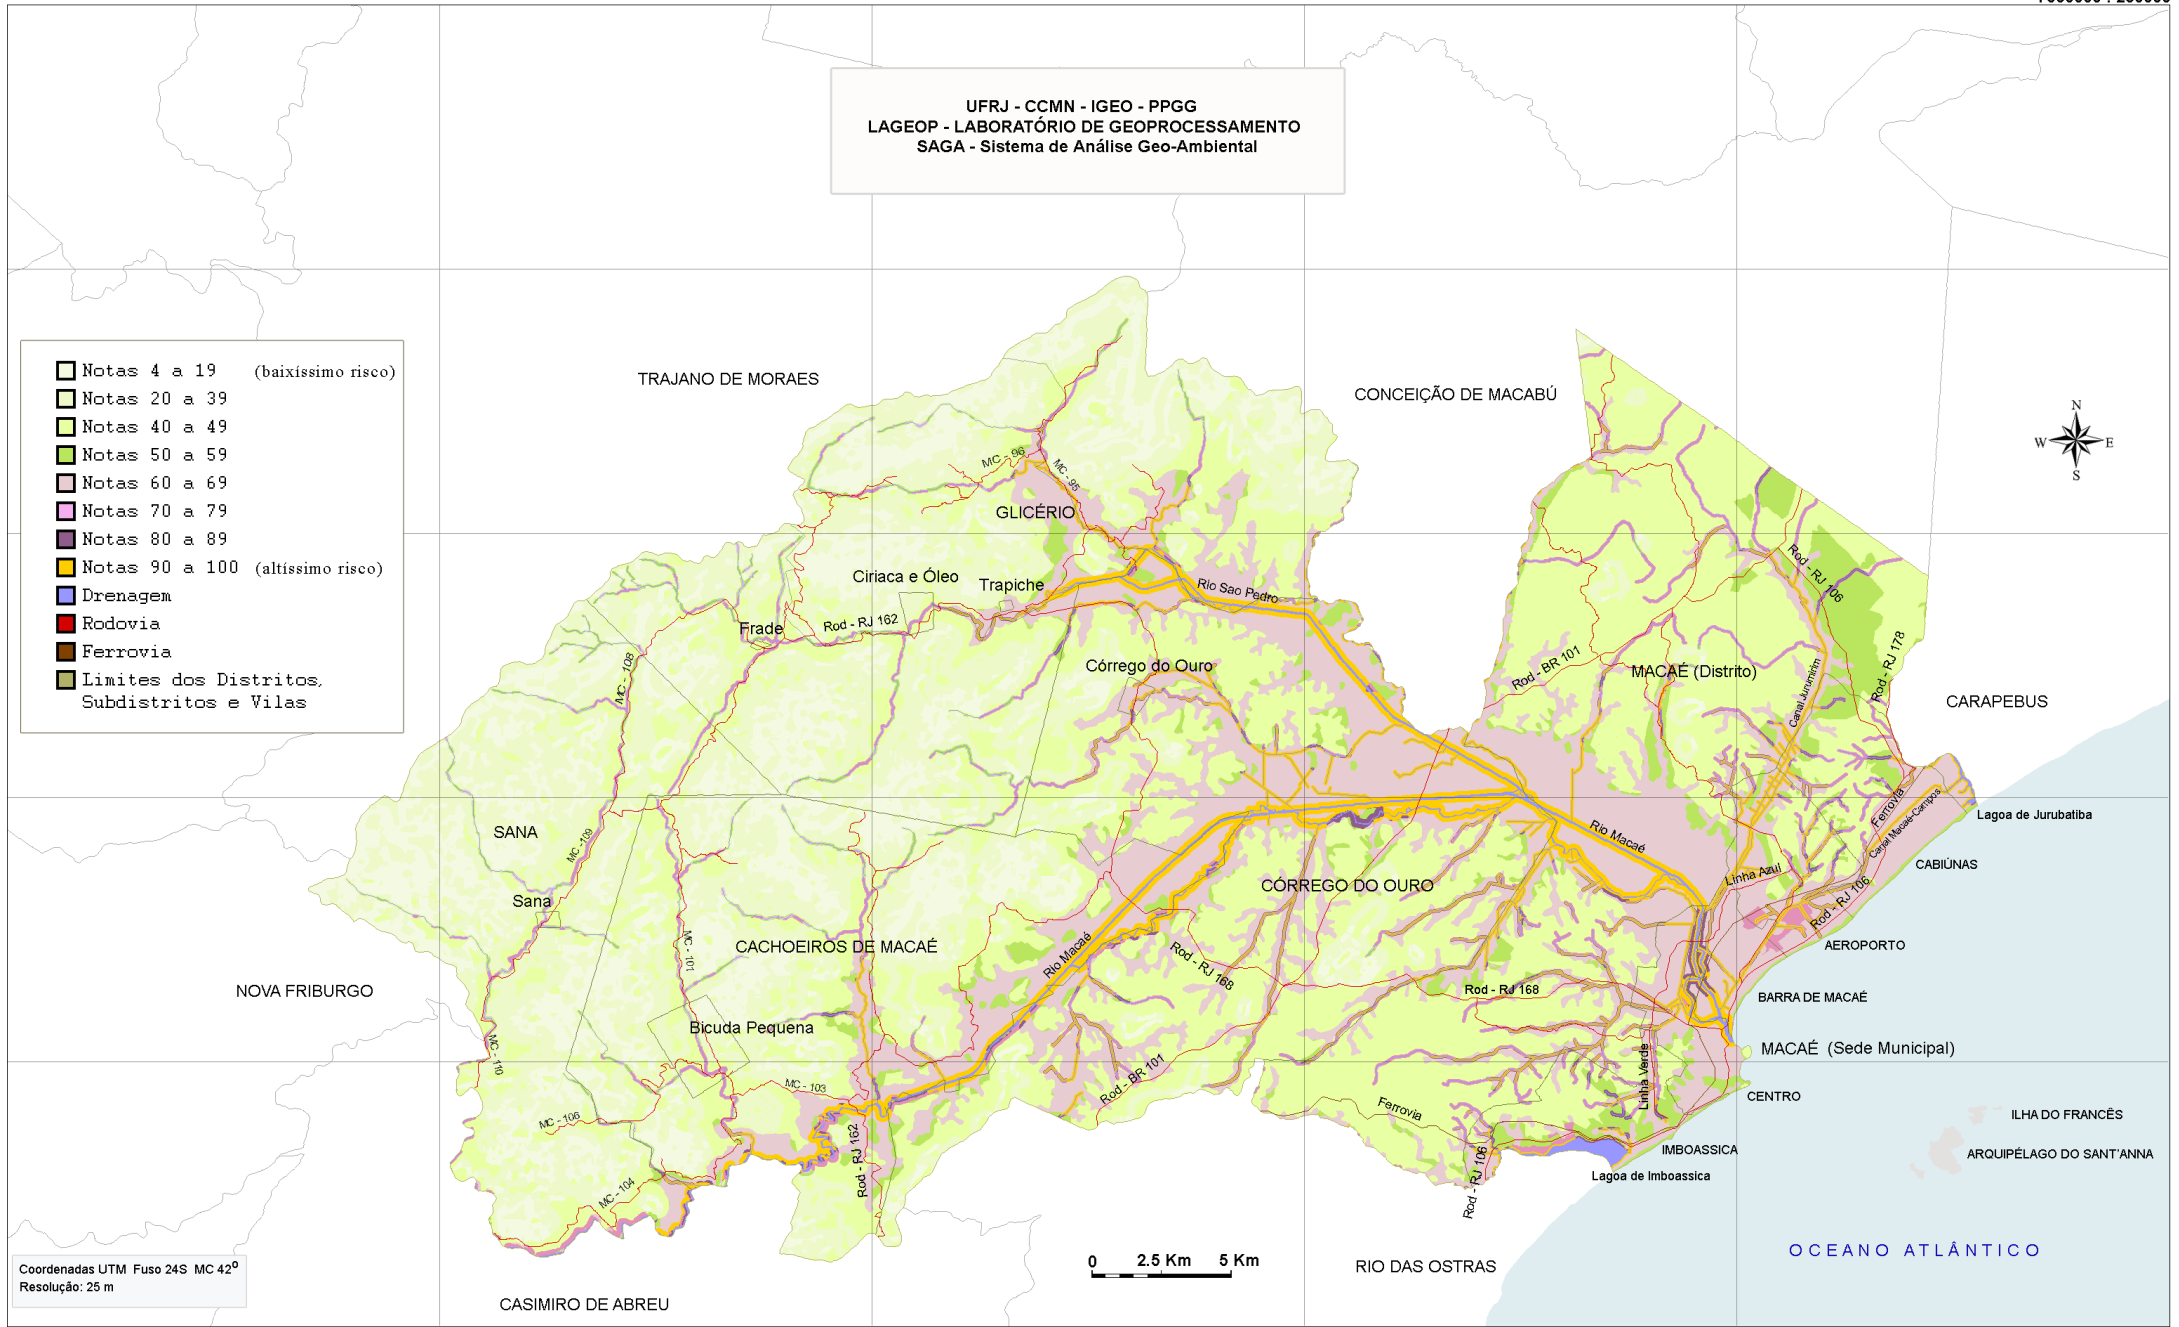 UFRJ - CCMN - IGEO - PPGG
LAGEOP - LABORATÓRIO DE GEOPROCESSAMENTO
SAGA - Sistema de Análise Geo-Ambiental
Notas 4 a 19 (baixíssimo risco)
Notas 20 a 39
Notas 40 a 49
Notas 50 a 59
Notas 60 a 69
Notas 70 a 79
Notas 80 a 89
Notas 90 a 100 (altíssimo risco)
Drenagem
Rodovia
Ferrovia
Limites dos Distritos,
Subdistritos e Vilas
TRAJANO DE MORAES
CONCEIÇÃO DE MACABÚ
N
W E
S
MC - 96
MC - 95
GLICÉRIO
Ciriaca e Óleo
Trapiche
Rio Sao Pedro
Rod - RJ 106
Frade
Rod - RJ 162
MC - 108
Córrego do Ouro
Rod - BR 101
MACAÉ (Distrito)
Canal Jurumirim
Rod - RJ 178
CARAPEBUS
SANA
MC - 109
Rio Macaé
Ferrovia
Canal Macaé-Campos
Lagoa de Jurubatiba
CABIÚNAS
Linha Azul
Sana
CÓRREGO DO OURO
Rod - RJ 106
MC - 101
CACHOEIROS DE MACAÉ
Rio Macaé
Rod - RJ 168
AEROPORTO
NOVA FRIBURGO
Rod - RJ 168
BARRA DE MACAÉ
Bicuda Pequena
MC - 110
MACAÉ (Sede Municipal)
MC - 103
Rod - BR 101
Linha Verde
CENTRO
MC - 106
Ferrovia
ILHA DO FRANCÊS
Rod - RJ 162
IMBOASSICA
ARQUIPÉLAGO DO SANT'ANNA
MC - 104
Rod - RJ 106
Lagoa de Imboassica
OCEANO ATLÂNTICO
0 2.5 Km 5 Km
RIO DAS OSTRAS
Coordenadas UTM Fuso 24S MC 42º
Resolução: 25 m
CASIMIRO DE ABREU